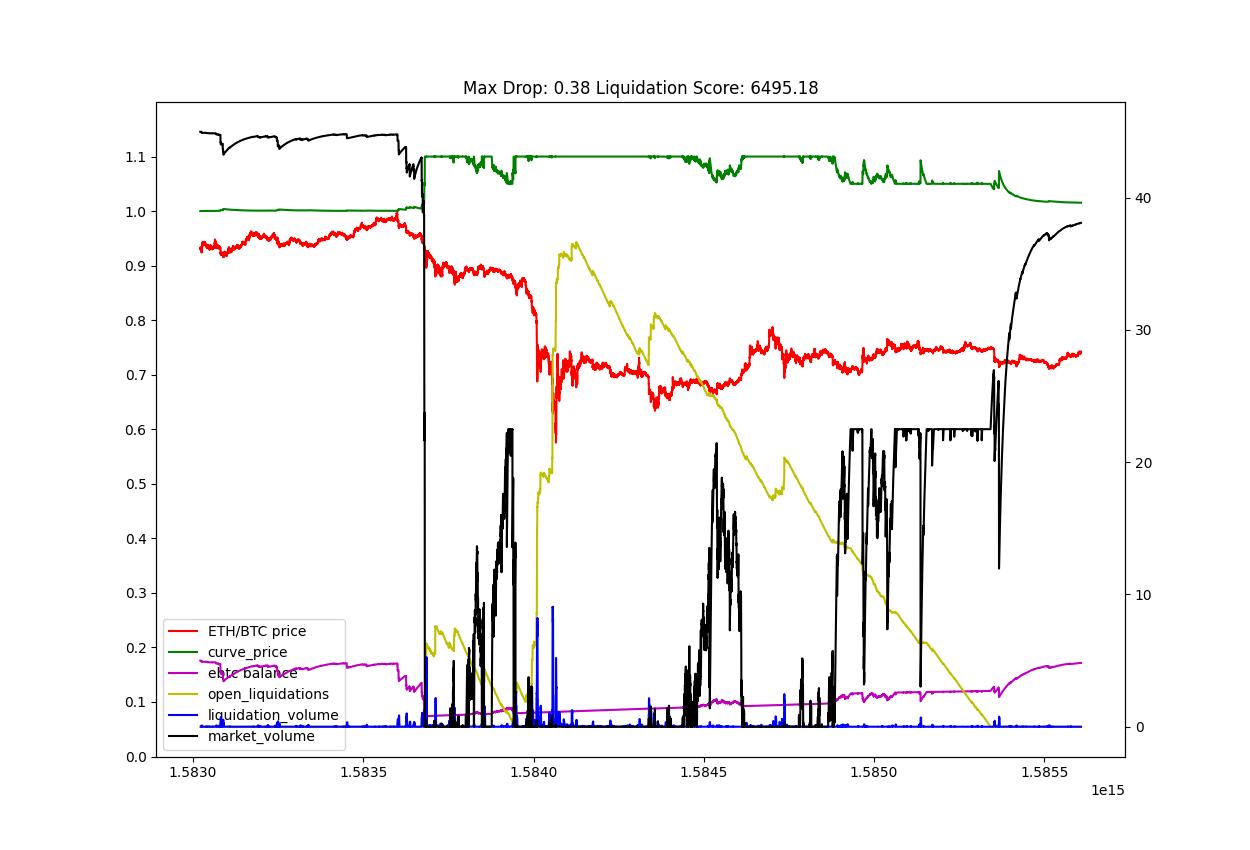 Max Drop: 0.38 Liquidation Score: 6495.18
1.1
1.0
0.9
0.8
0.7
0.6
0.5
0.4
0.3
0.2
0.1
0.0
40
30
20
10
0
ETH/BTC price
curve_price
ebtc balance
open_liquidations
liquidation_volume
market_volume
1.5830
1.5835
1.5840
1.5845
1.5850
1.5855
1e15